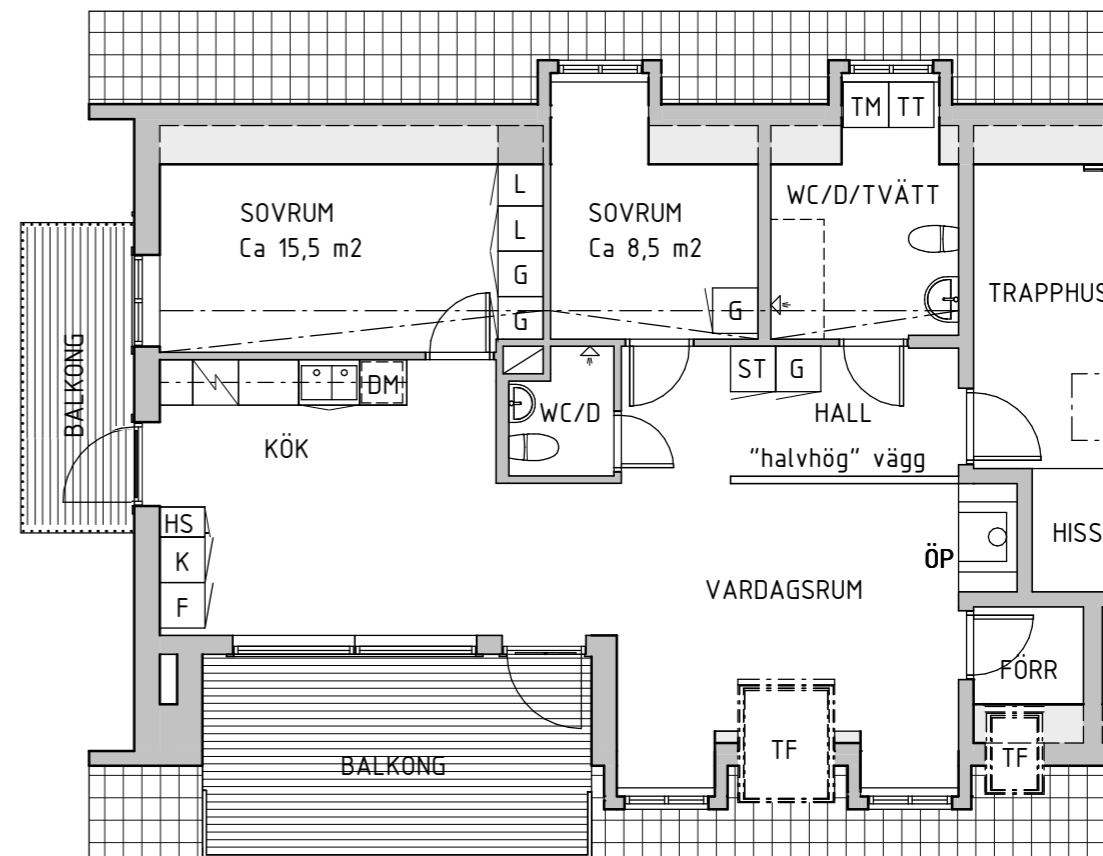 TM TT
SOVRUM
Ca 15,5 m2
L
L
G
G
SOVRUM
Ca 8,5 m2
G
WC/D/TVÄTT
TRAPPHUS
BALKONG
DM
KÖK
WC/D
ST G
HALL
"halvhög" vägg
HS
K
F
ÖP
HISS
VARDAGSRUM
FÖRR
TF
TF
BALKONG